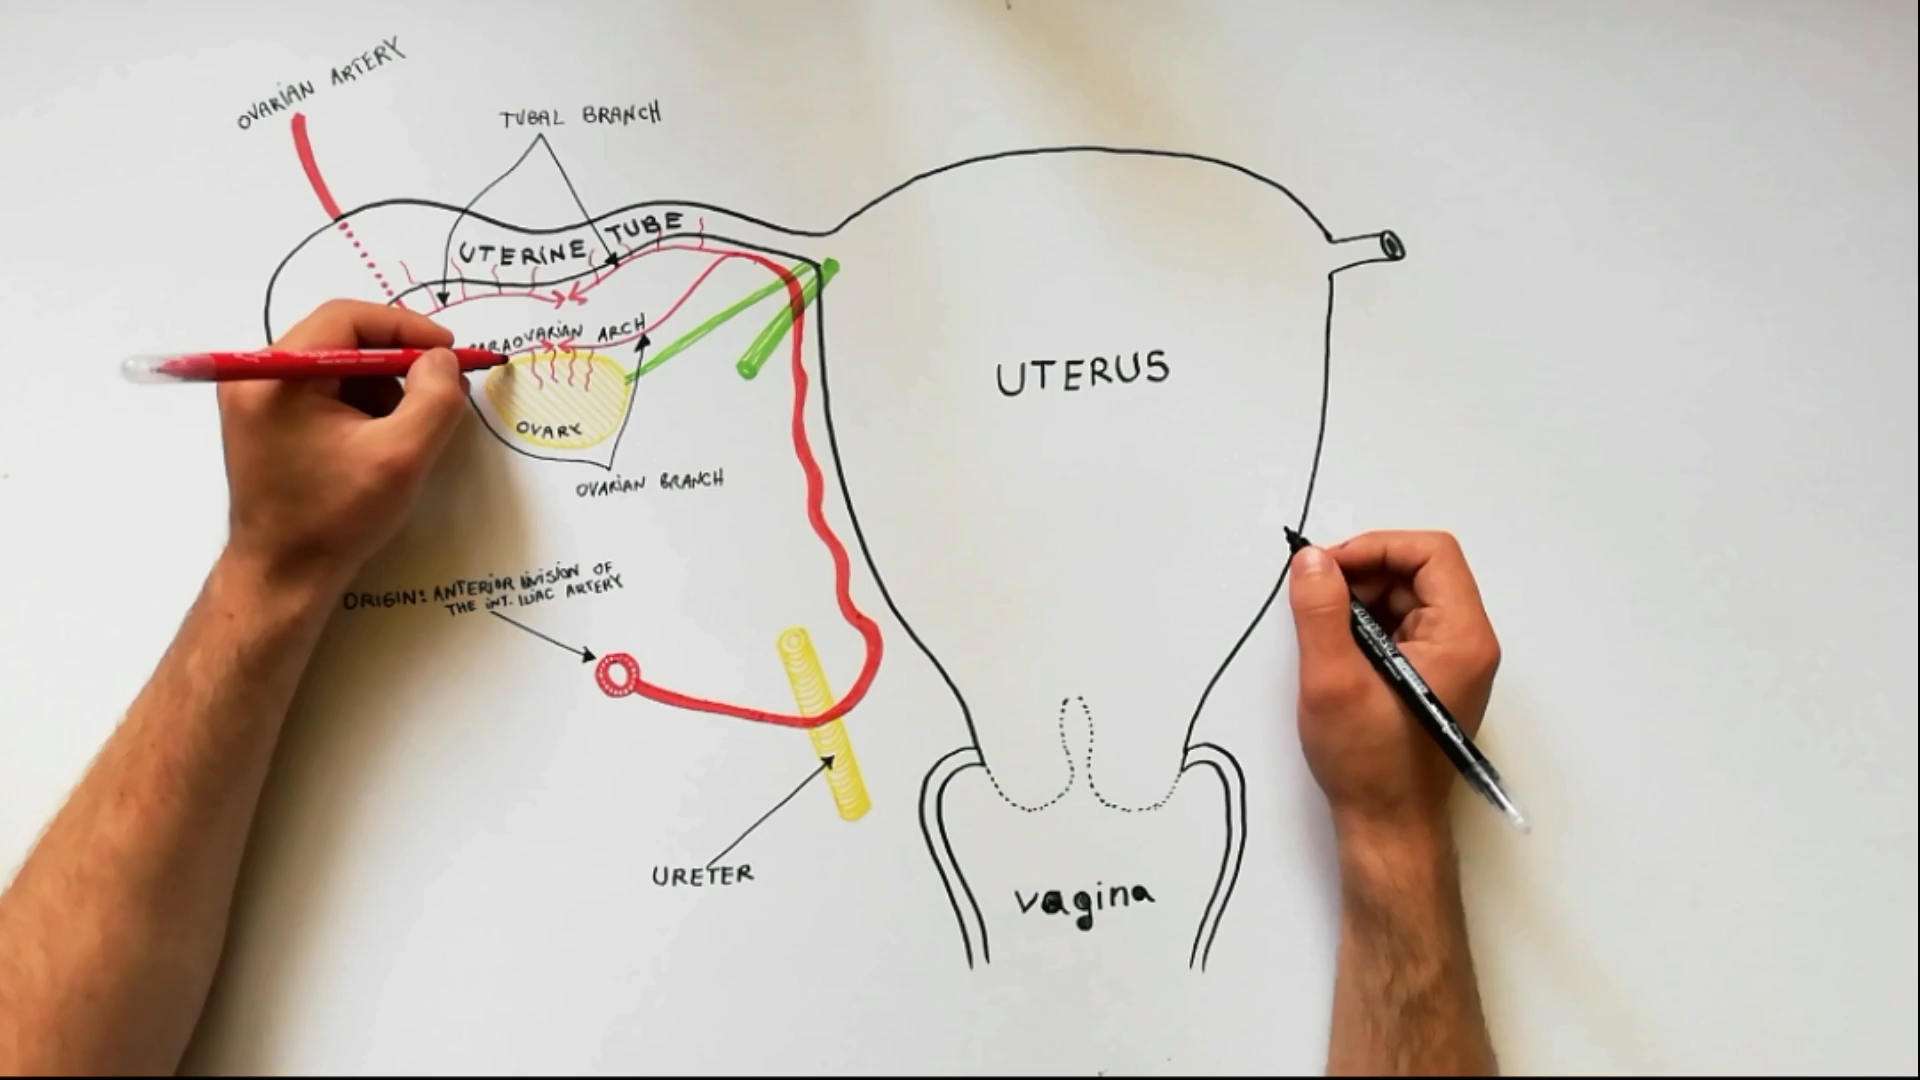 OVARIAN ARTERY
TUBAL BRANCH
UTERINE TUBE
PARAOVARIAN ARCH
UTERUS
OVARY
OVARIAN BRANCH
ORIGIN: ANTERIOR DIVISION OF
THE INT. ILIAC ARTERY
URETER
vagina